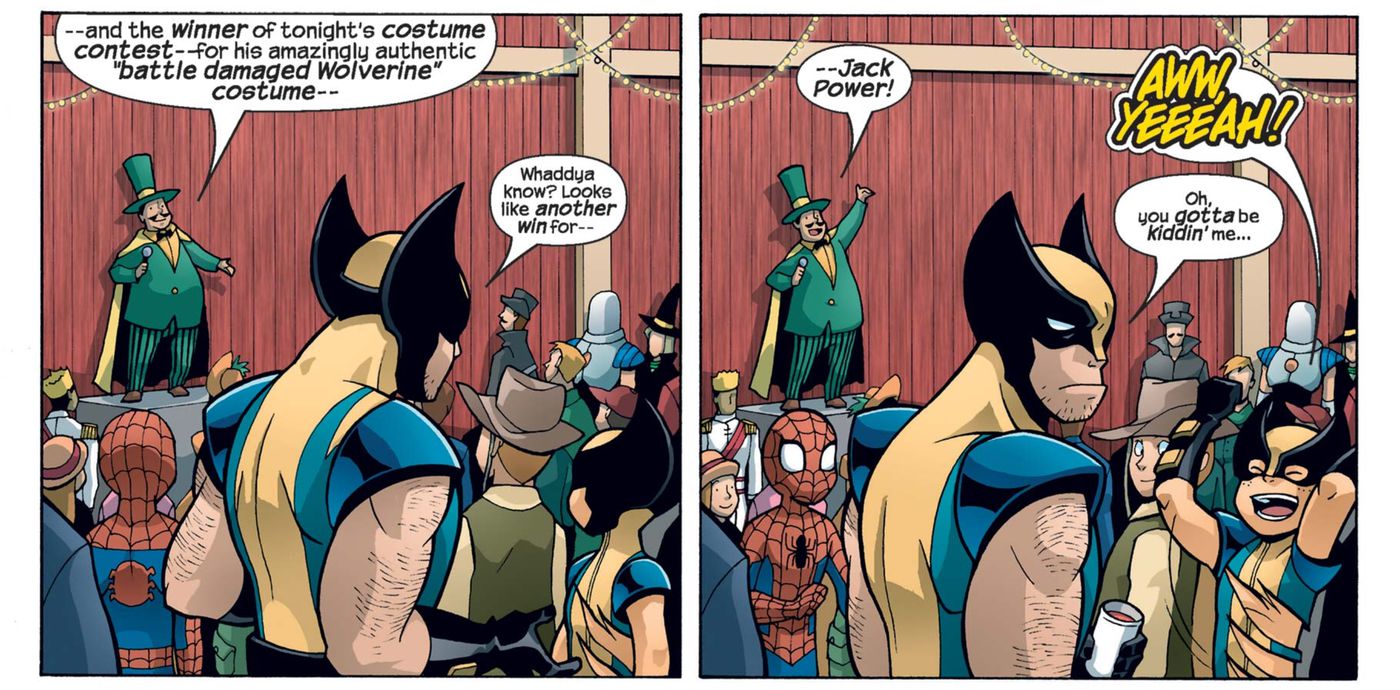 --and the winner of tonight's costume
contest--for his amazingly authentic
"battle damaged Wolverine"
costume--
Whaddya
know? Looks
like another
win for--
--Jack
Power!
AWW,
YEEEAH!
Oh,
you gotta be
kiddin' me...